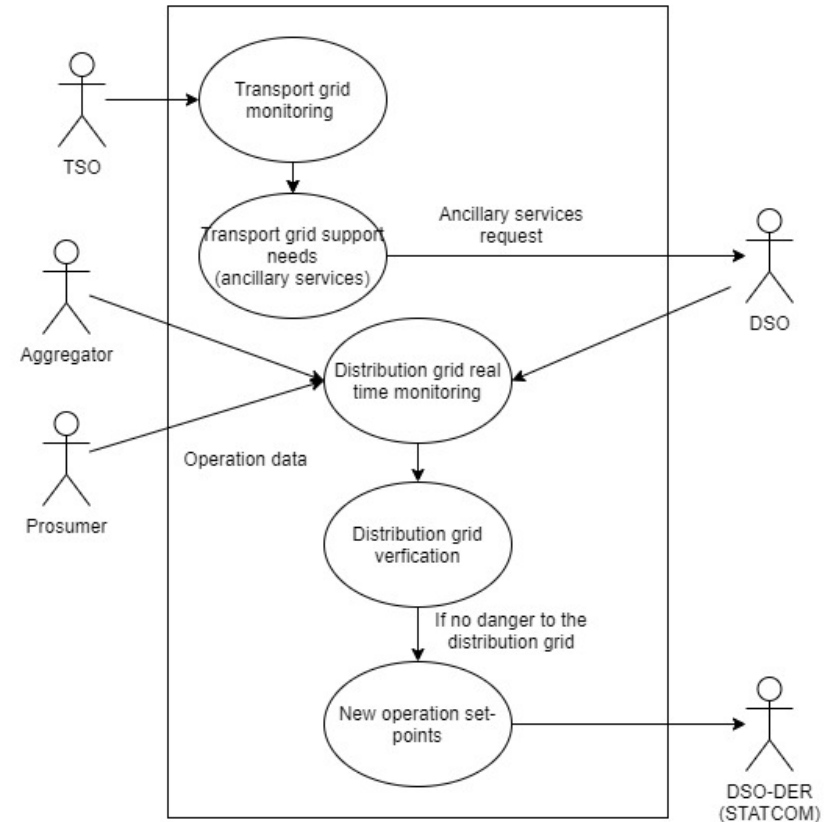 Transport grid
monitoring
TSO
Transport grid support
needs
(ancillary services)
Ancillary services
request
DSO
Aggregator
Distribution grid real
time monitoring
Operation data
Prosumer
Distribution grid
verfication
If no danger to the
distribution grid
New operation set-
points
DSO-DER
(STATCOM)